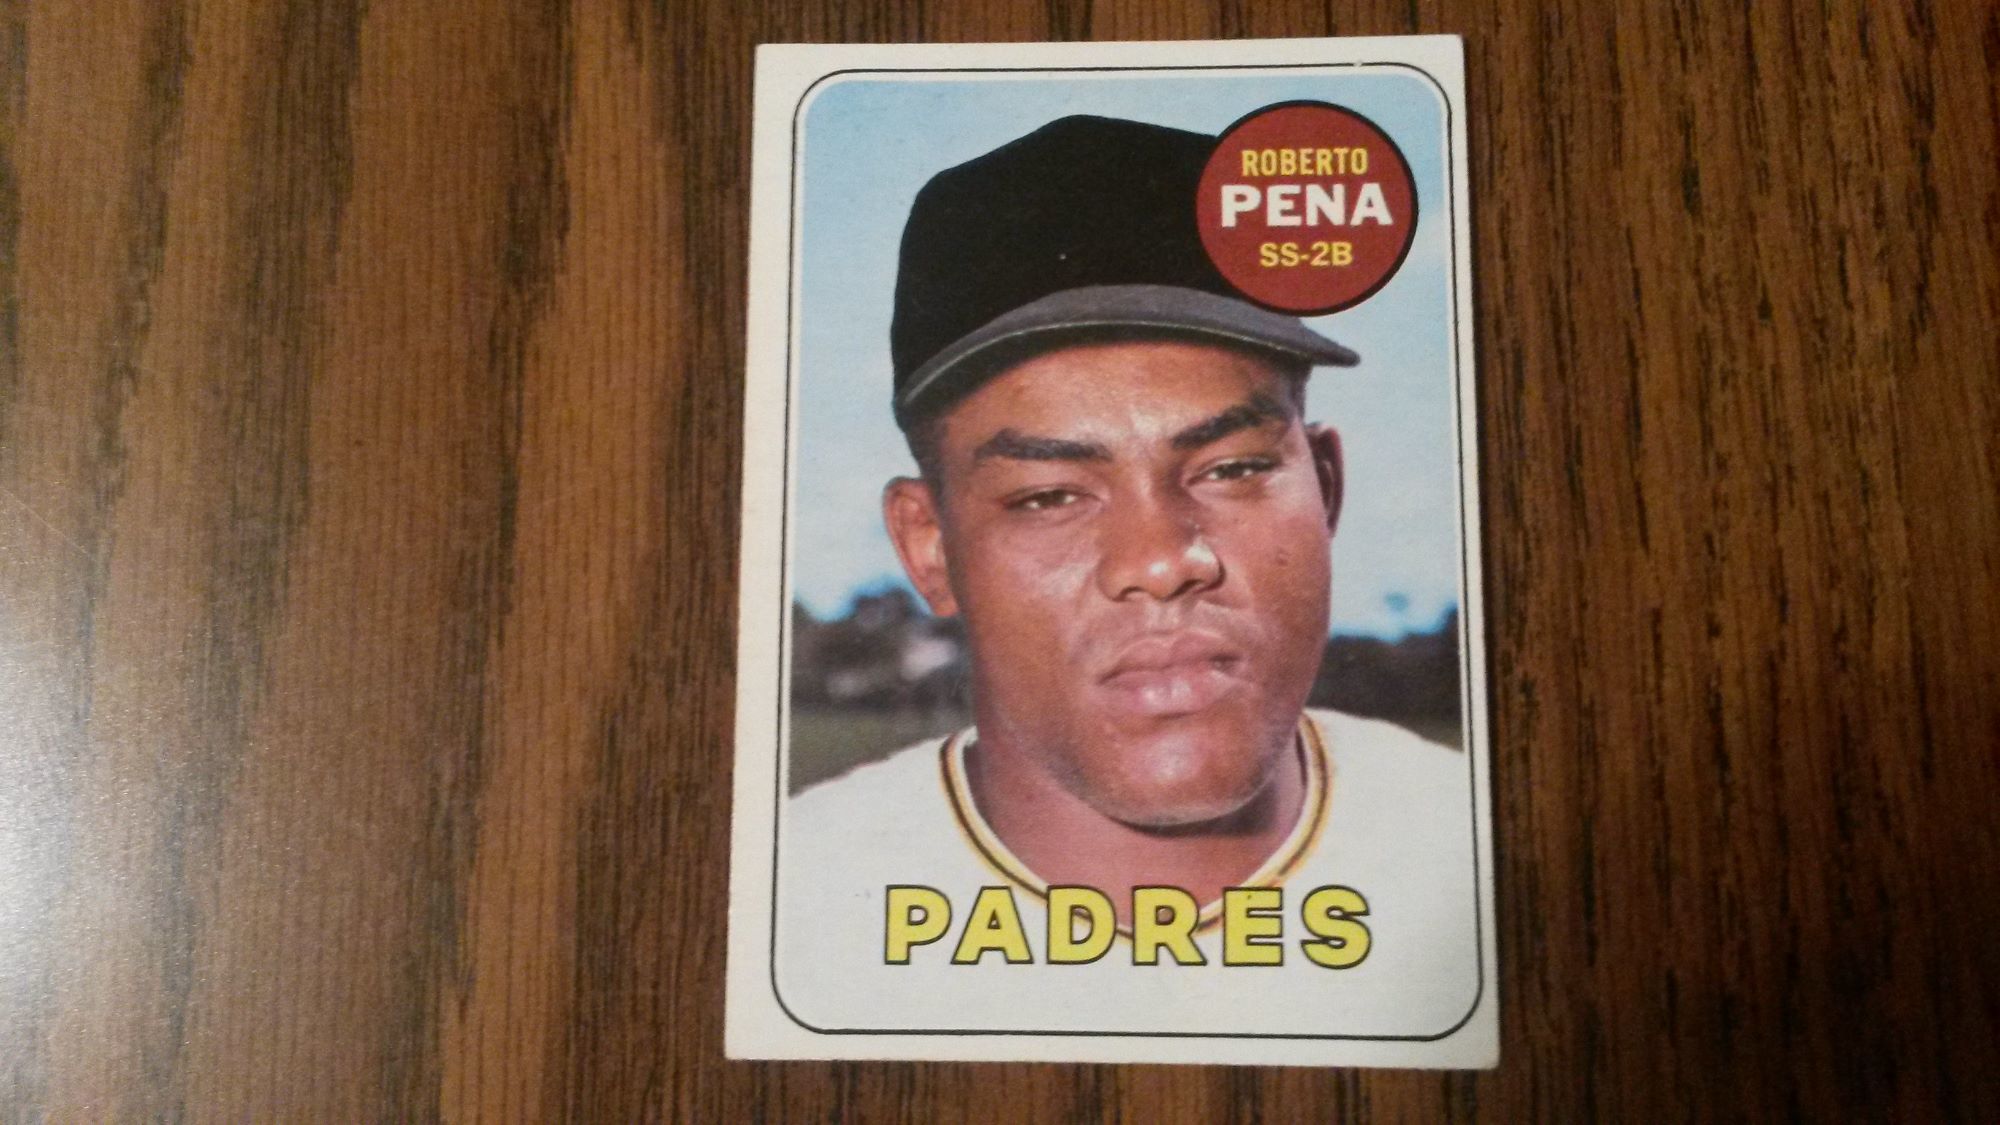 ROBERTO
PENA
SS-2B
PADRES